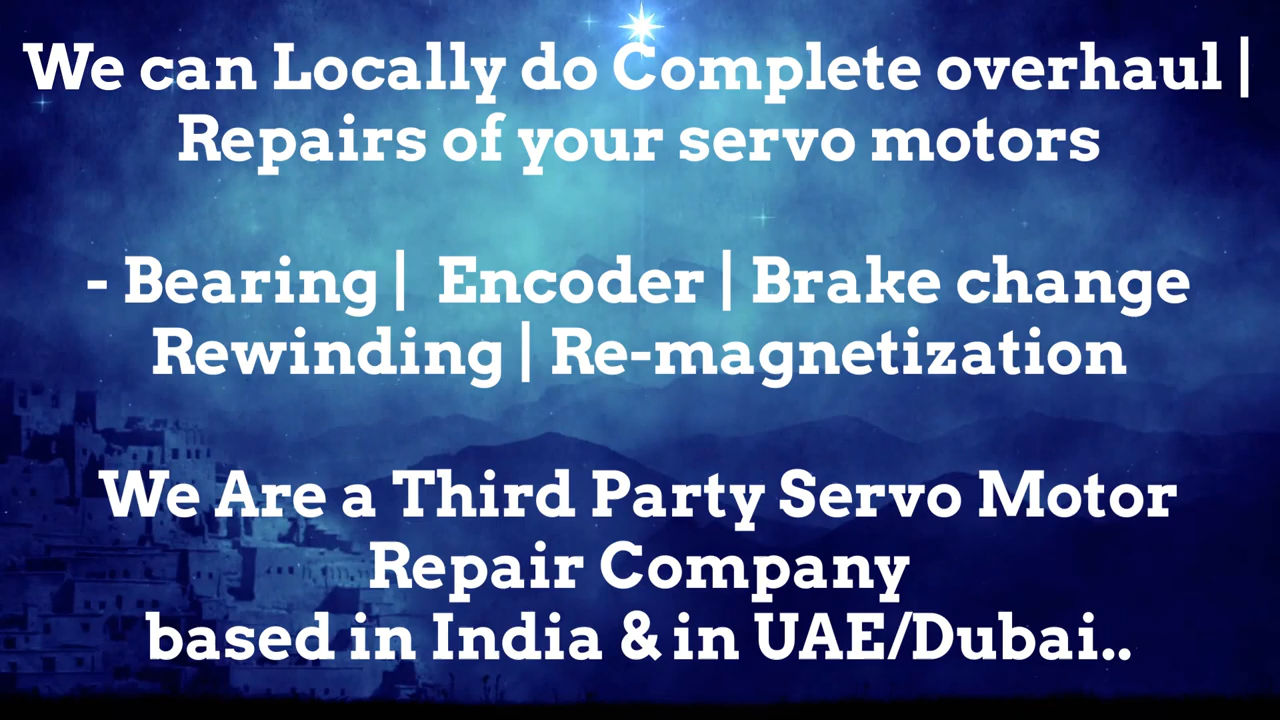 We can Locally do Complete overhaul |
Repairs of your servo motors
- Bearing | Encoder | Brake change
Rewinding | Re-magnetization
We Are a Third Party Servo Motor
Repair Company
based in India & in UAE/Dubai..